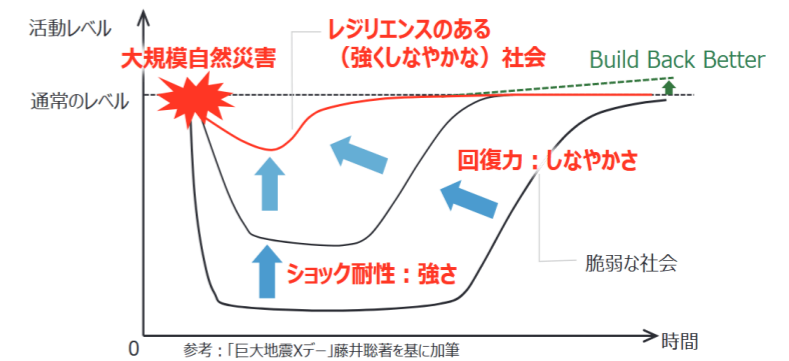 活動レベル
大規模自然災害
レジリエンスのある
（強くしなやかな）社会
Build Back Better
通常のレベル
回復力：しなやかさ
ショック耐性：強さ
脆弱な社会
0
時間
参考：「巨大地震Xデー」藤井聡著を基に加筆